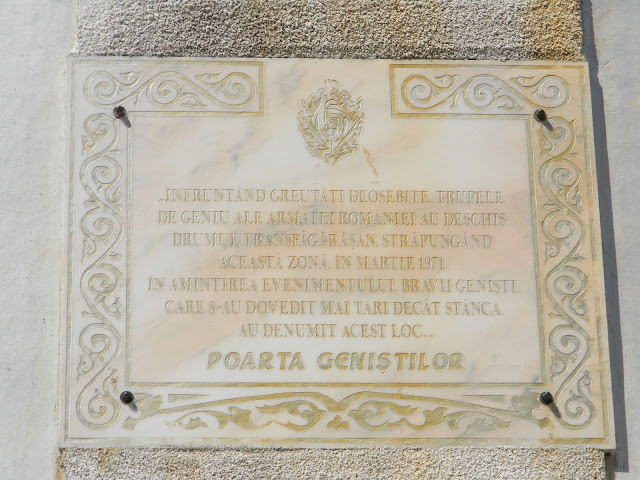 „ÎNFRUNTÂND GREUTĂȚI DEOSEBITE, TRUPELE
DE GENIU ALE ARMATEI ROMÂNIEI AU DESCHIS
DRUMUL TRANSFĂGĂRĂȘAN, STRĂPUNGÂND
ACEASTĂ ZONĂ, ÎN MARTIE 1971.
ÎN AMINTIREA EVENIMENTULUI, BRAVII GENIȘTI,
CARE S-AU DOVEDIT MAI TARI DECÂT STÂNCA,
AU DENUMIT ACEST LOC...
POARTA GENIȘTILOR